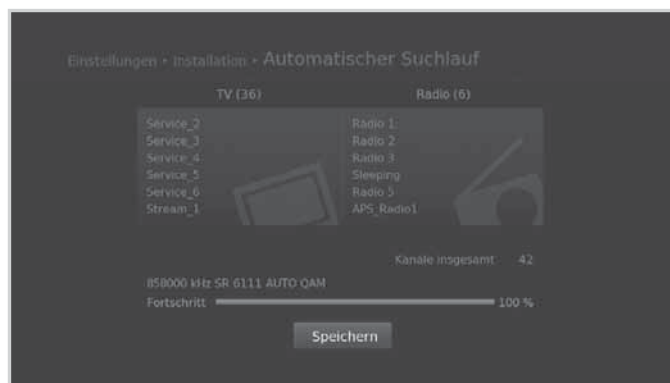 Einstellungen • Installation • Automatischer Suchlauf
TV (36)
Radio (6)
Service_2
Service_3
Service_4
Service_5
Service_6
Stream_1
Radio 1
Radio 2
Radio 3
Sleeping
Radio 5
APS_Radio1
Kanäle insgesamt 42
858000 kHz SR 6111 AUTO QAM
Fortschritt 100 %
Speichern